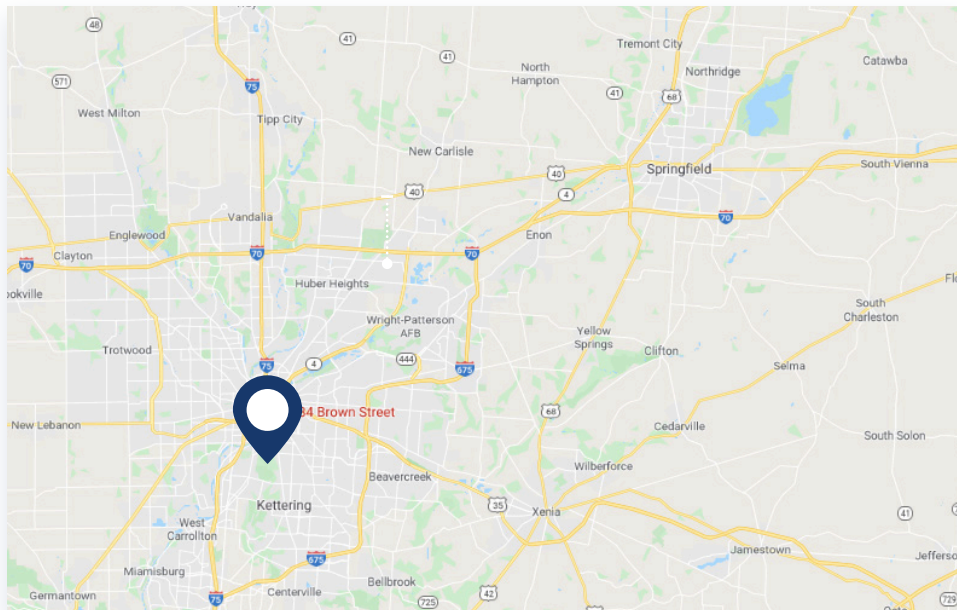 48
41
Tremont City
Catawba
41
North
Hampton
Northridge
571
75
41
68
West Milton
Tipp City
New Carlisle
40
South Vienna
Springfield
40
4
Vandalia
70
Englewood
Enon
Clayton
70
70
70
Huber Heights
South
Charleston
Wright-Patterson
AFB
Yellow
Springs
Trotwood
444
Clifton
4
75
675
Selma
84 Brown Street
68
New Lebanon
Cedarville
South Solon
Wilberforce
Beavercreek
35
Kettering
Xenia
41
West
Carrollton
675
Jamestown
Miamisburg
Bellbrook
Germantown
75
Centerville
42
725
729